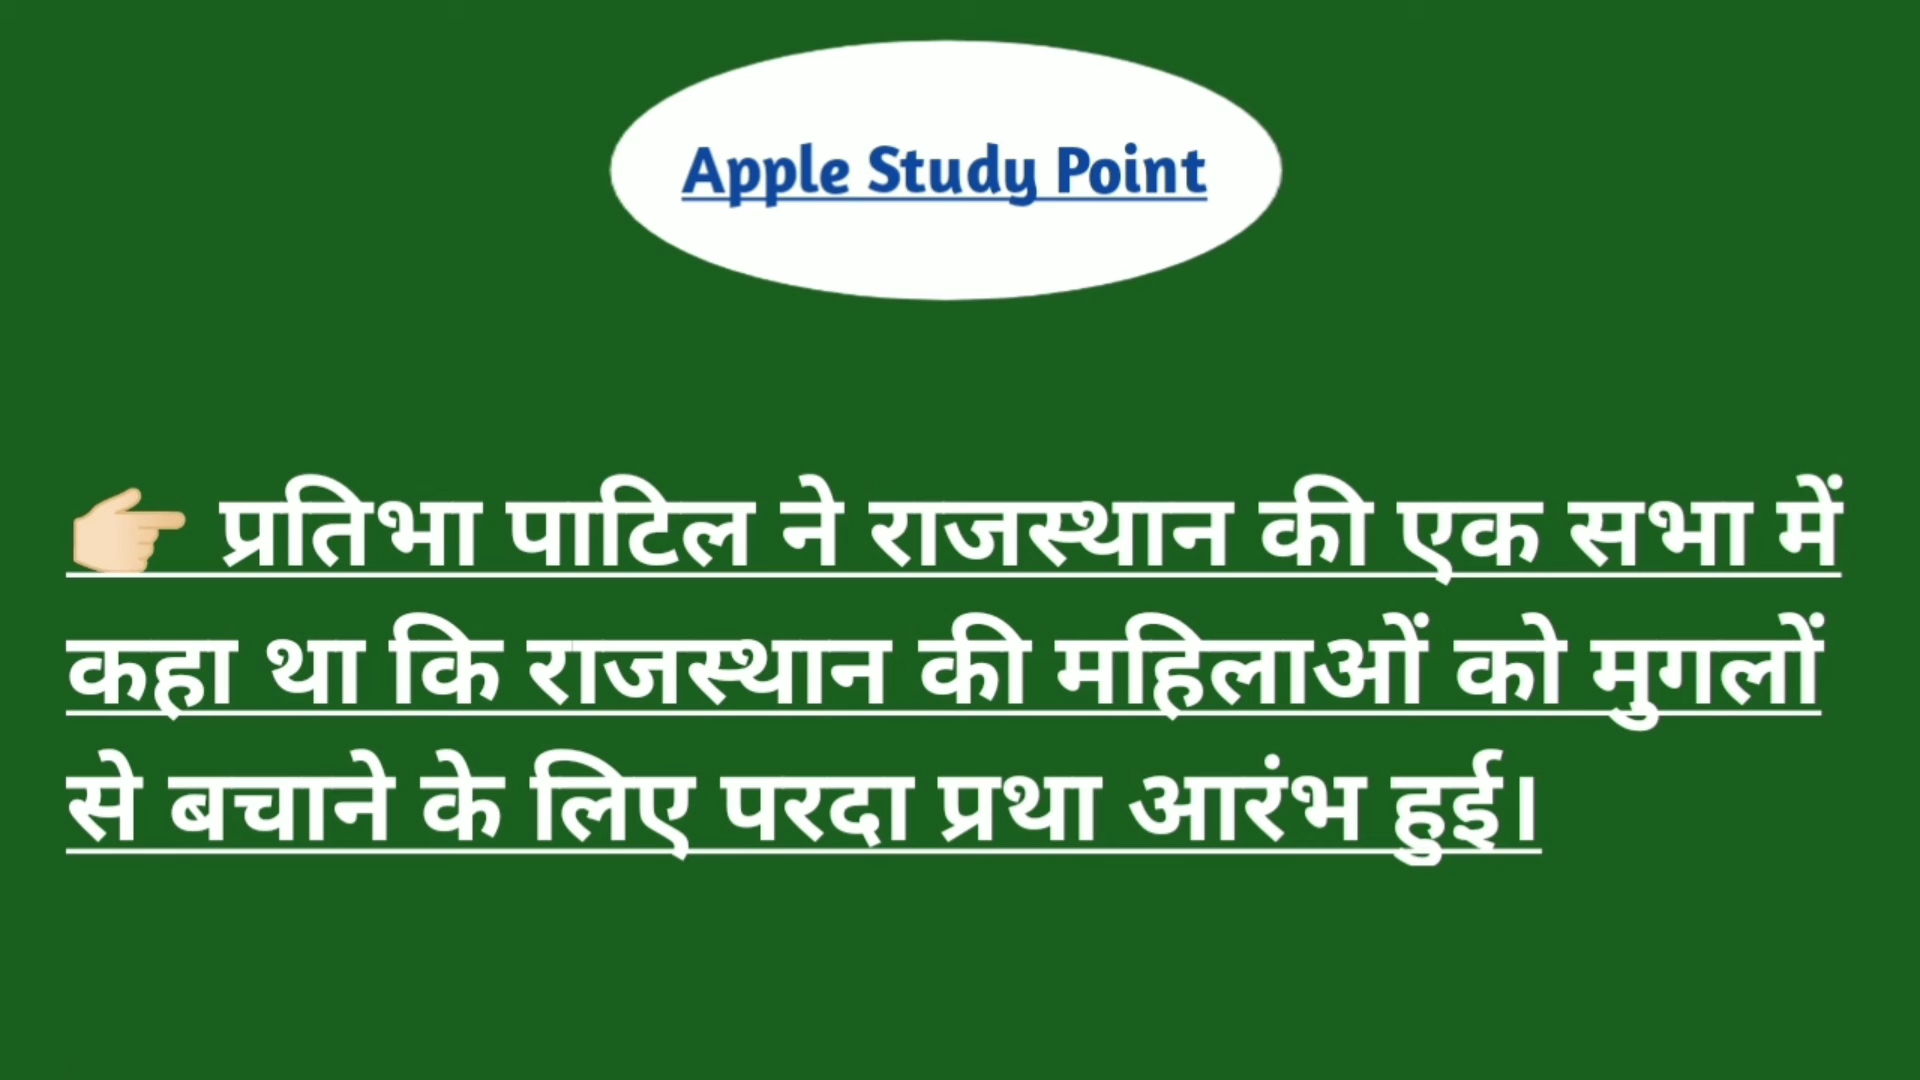 Apple Study Point
👉🏻 प्रतिभा पाटिल ने राजस्थान की एक सभा में
कहा था कि राजस्थान की महिलाओं को मुगलों
से बचाने के लिए परदा प्रथा आरंभ हुई।